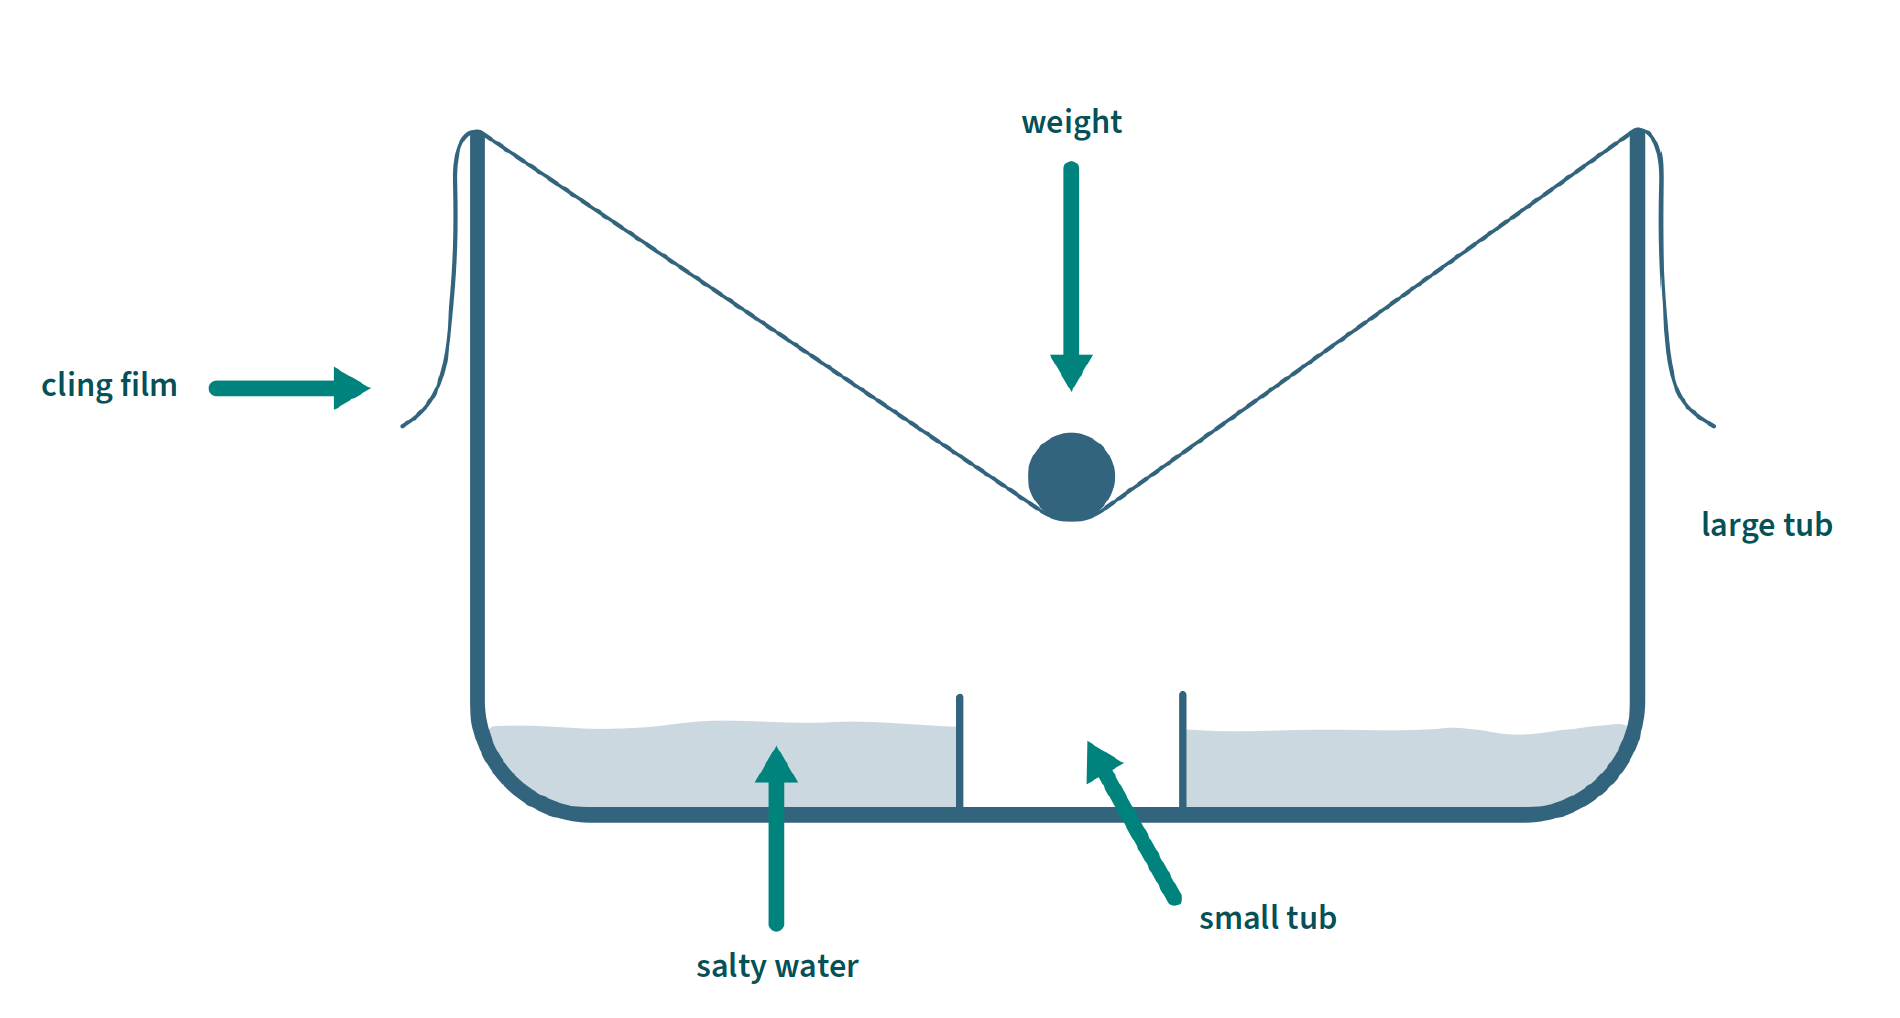 weight
cling film
large tub
small tub
salty water